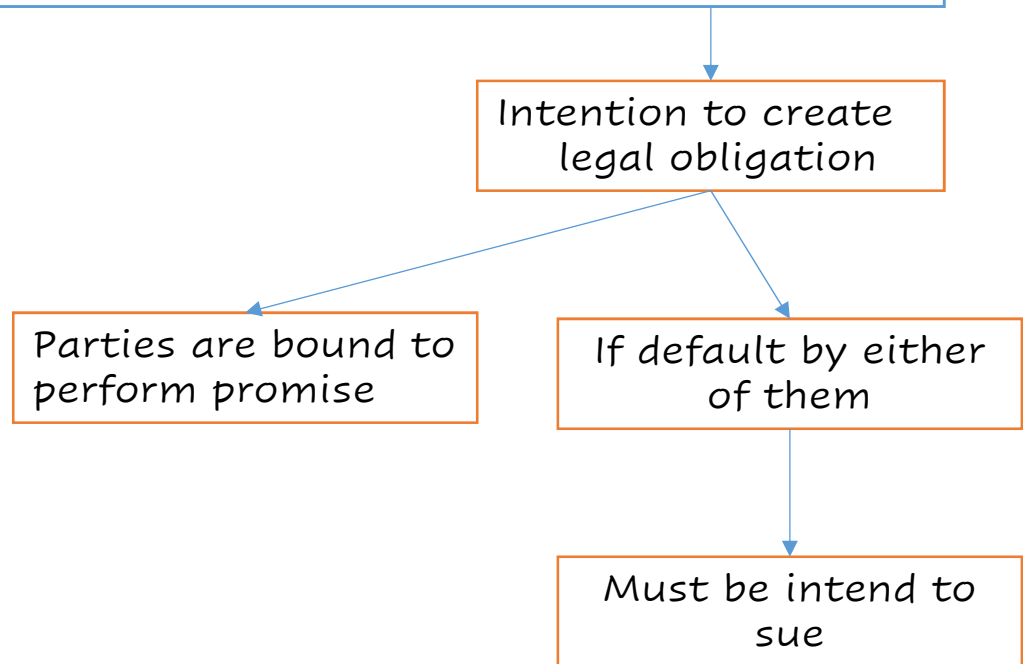 Intention to create
legal obligation
Parties are bound to
perform promise
If default by either
of them
Must be intend to
sue